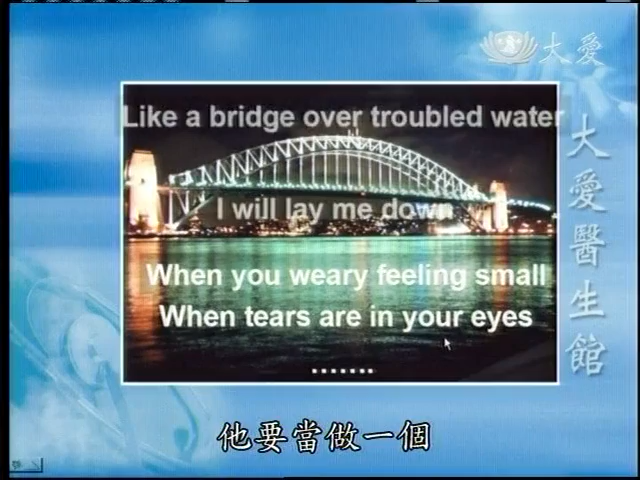 大愛
大愛醫生館
Like a bridge over troubled water
I will lay me down
When you weary feeling small
When tears are in your eyes
.......
他要當做一個